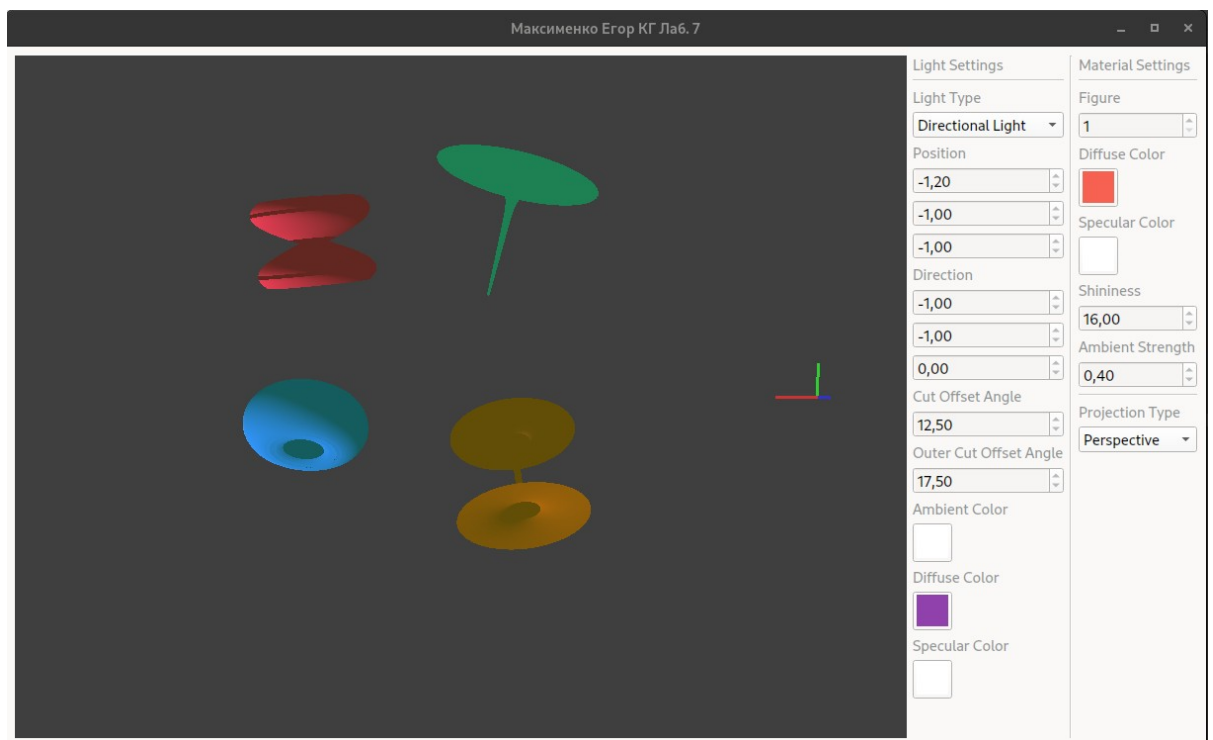 Максименко Егор КГ Лаб. 7
Light Settings
Light Type
Directional Light
Position
-1,20
-1,00
-1,00
Direction
-1,00
-1,00
0,00
Cut Offset Angle
12,50
Outer Cut Offset Angle
17,50
Ambient Color
Diffuse Color
Specular Color
Material Settings
Figure
1
Diffuse Color
Specular Color
Shininess
16,00
Ambient Strength
0,40
Projection Type
Perspective